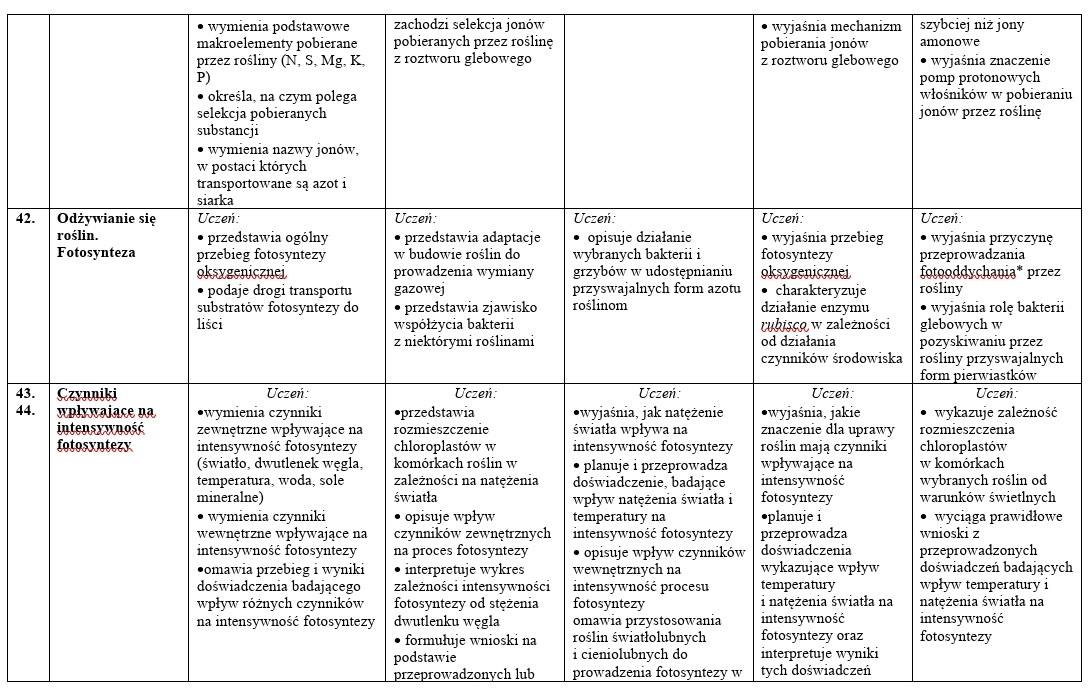 • wymienia podstawowe
makroelementy pobierane
przez rośliny (N, S, Mg, K,
P)
• określa, na czym polega
selekcja pobieranych
substancji
• wymienia nazwy jonów,
w postaci których
transportowane są azot i
siarka
zachodzi selekcja jonów
pobieranych przez roślinę
z roztworu glebowego
• wyjaśnia mechanizm
pobierania jonów
z roztworu glebowego
szybciej niż jony
amonowe
• wyjaśnia znaczenie
pomp protonowych
włośników w pobieraniu
jonów przez roślinę
42.
Odżywianie się
roślin.
Fotosynteza
Uczeń:
• przedstawia ogólny
przebieg fotosyntezy
oksygenicznej
• podaje drogi transportu
substratów fotosyntezy do
liści
Uczeń:
• przedstawia adaptacje
w budowie roślin do
prowadzenia wymiany
gazowej
• przedstawia zjawisko
współżycia bakterii
z niektórymi roślinami
Uczeń:
• opisuje działanie
wybranych bakterii i
grzybów w udostępnianiu
przyswajalnych form azotu
roślinom
Uczeń:
• wyjaśnia przebieg
fotosyntezy
oksygenicznej
• charakteryzuje
działanie enzymu
rubisco w zależności
od działania
czynników środowiska
Uczeń:
• wyjaśnia przyczynę
przeprowadzania
fotooddychania* przez
rośliny
• wyjaśnia rolę bakterii
glebowych w
pozyskiwaniu przez
rośliny przyswajalnych
form pierwiastków
43.
44.
Czynniki
wpływające na
intensywność
fotosyntezy
Uczeń:
•wymienia czynniki
zewnętrzne wpływające na
intensywność fotosyntezy
(światło, dwutlenek węgla,
temperatura, woda, sole
mineralne)
• wymienia czynniki
wewnętrzne wpływające na
intensywność fotosyntezy
•omawia przebieg i wyniki
doświadczenia badającego
wpływ różnych czynników
na intensywność fotosyntezy
Uczeń:
•przedstawia
rozmieszczenie
chloroplastów w
komórkach roślin w
zależności na natężenia
światła
• opisuje wpływ
czynników zewnętrznych
na proces fotosyntezy
• interpretuje wykres
zależności intensywności
fotosyntezy od stężenia
dwutlenku węgla
• formułuje wnioski na
podstawie
przeprowadzonych lub
Uczeń:
•wyjaśnia, jak natężenie
światła wpływa na
intensywność fotosyntezy
• planuje i przeprowadza
doświadczenie, badające
wpływ natężenia światła i
temperatury na
intensywność fotosyntezy
• opisuje wpływ czynników
wewnętrznych na
intensywność procesu
fotosyntezy
omawia przystosowania
roślin światłolubnych
i cieniolubnych do
prowadzenia fotosyntezy w
Uczeń:
•wyjaśnia, jakie
znaczenie dla uprawy
roślin mają czynniki
wpływające na
intensywność
fotosyntezy
•planuje i
przeprowadza
doświadczenia
wykazujące wpływ
temperatury
i natężenia światła na
intensywność
fotosyntezy oraz
interpretuje wyniki
tych doświadczeń
Uczeń:
• wykazuje zależność
rozmieszczenia
chloroplastów
w komórkach
wybranych roślin od
warunków świetlnych
• wyciąga prawidłowe
wnioski z
przeprowadzonych
doświadczeń badających
wpływ temperatury i
natężenia światła na
intensywność
fotosyntezy